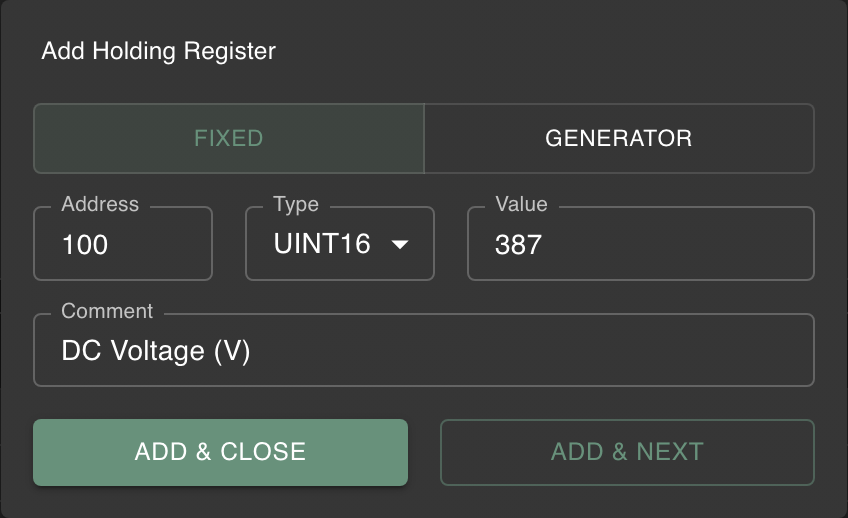 Add Holding Register
FIXED
GENERATOR
Address
Type
Value
100
UINT16
387
Comment
DC Voltage (V)
ADD & CLOSE
ADD & NEXT